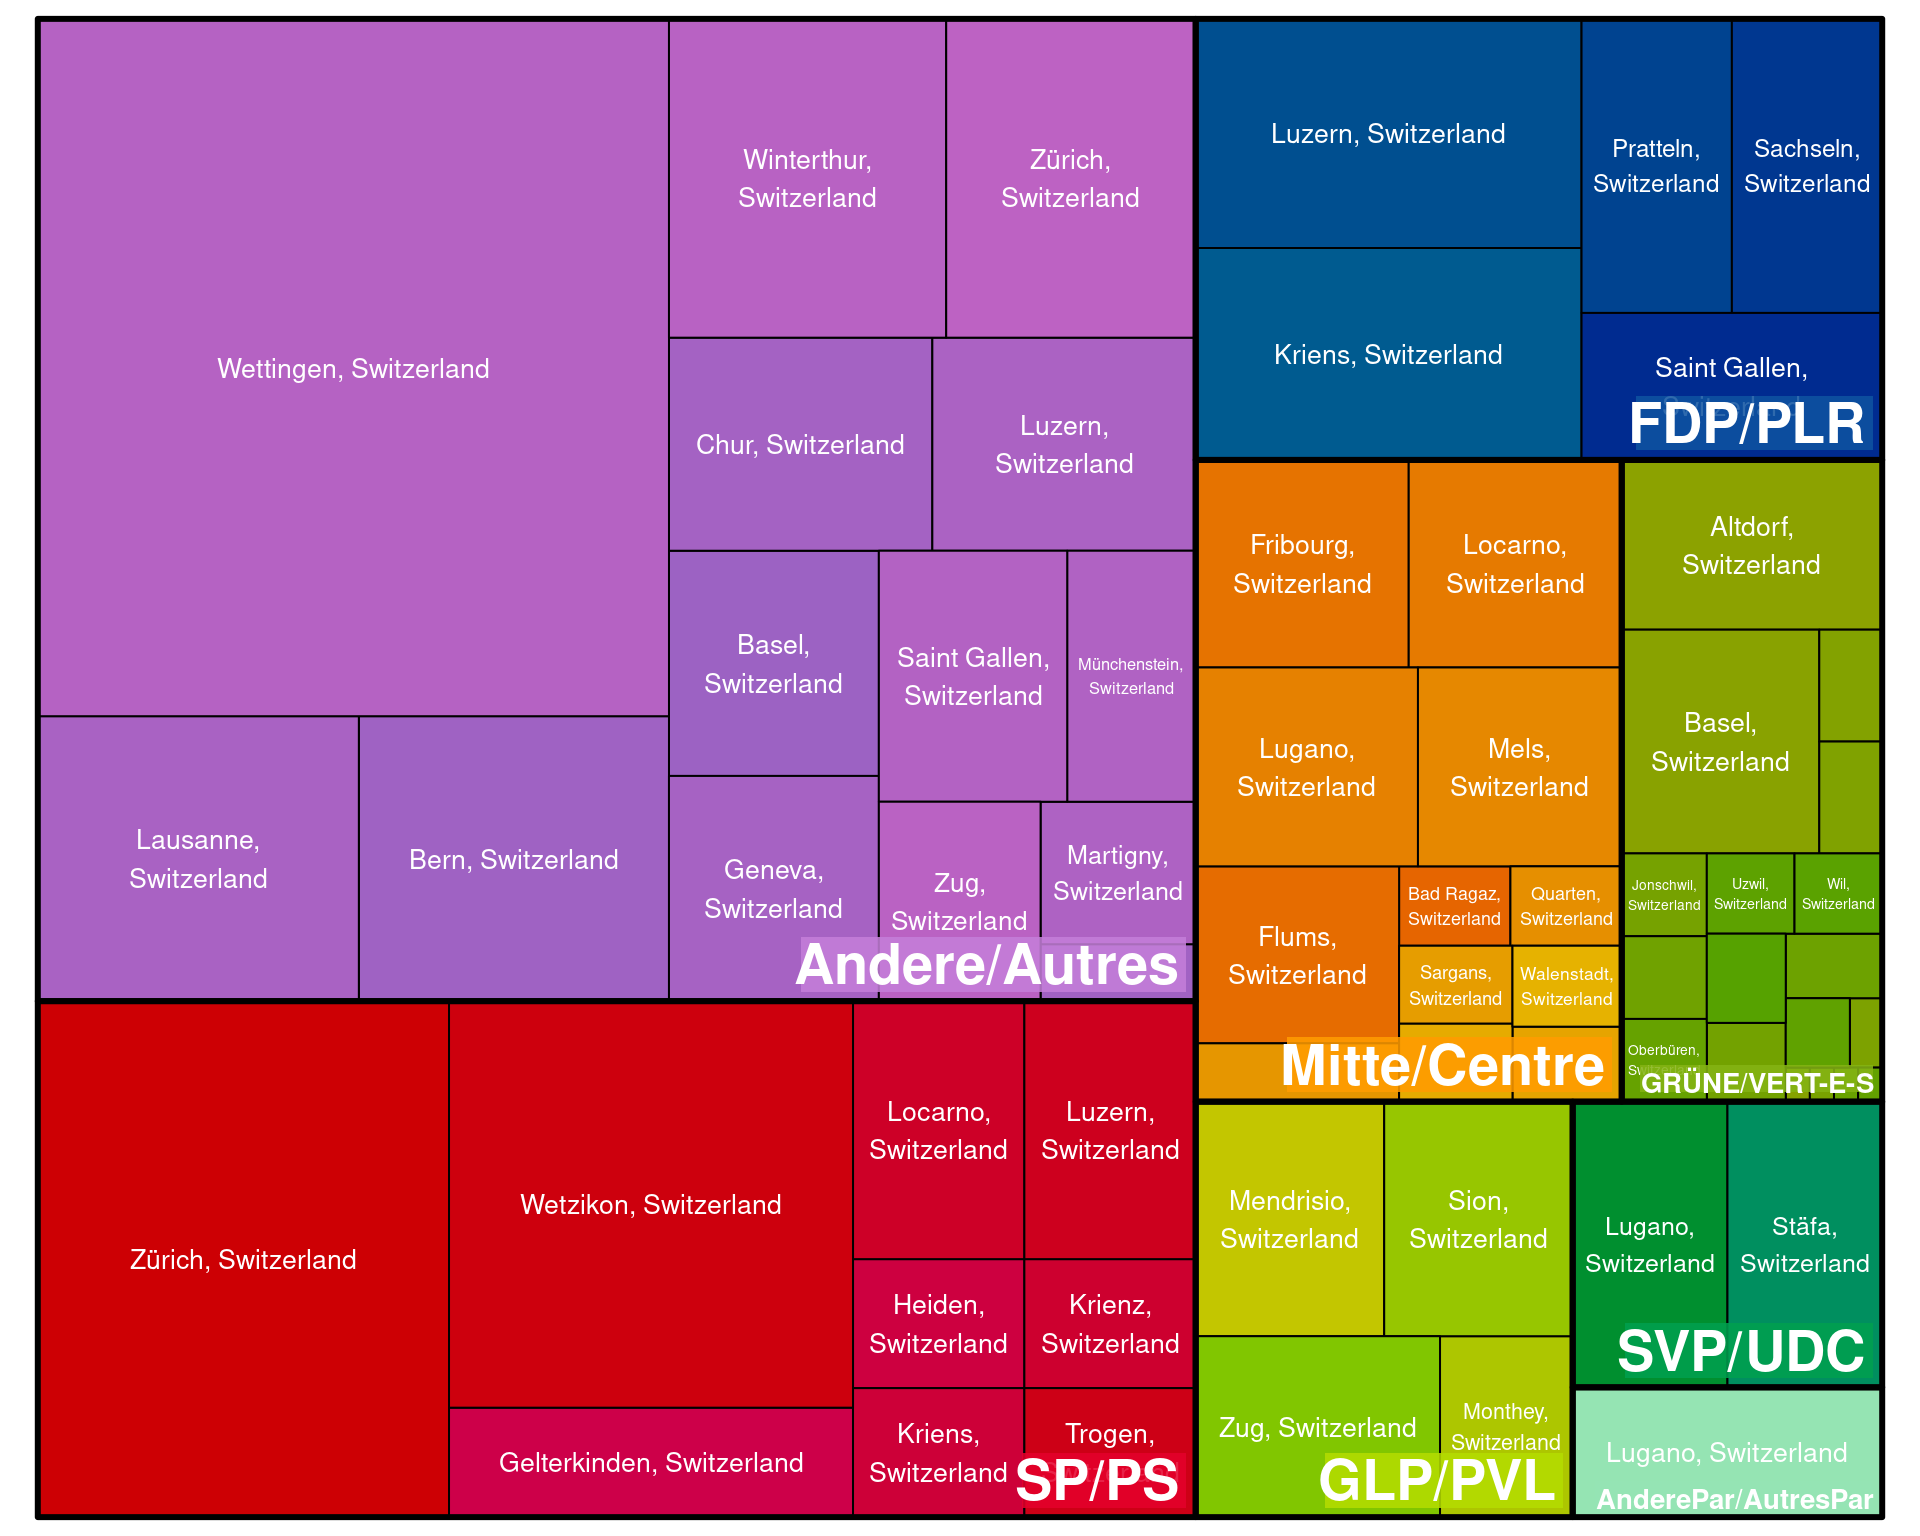 Wettingen, Switzerland
Winterthur,
Switzerland
Zürich,
Switzerland
Chur, Switzerland
Luzern,
Switzerland
Basel,
Switzerland
Saint Gallen,
Switzerland
Münchenstein,
Switzerland
Lausanne,
Switzerland
Bern, Switzerland
Geneva,
Switzerland
Zug,
Switzerland
Martigny,
Switzerland
Andere/Autres
Zürich, Switzerland
Wetzikon, Switzerland
Gelterkinden, Switzerland
Locarno,
Switzerland
Luzern,
Switzerland
Heiden,
Switzerland
Krienz,
Switzerland
Kriens,
Switzerland
Trogen,
Switzerland
SP/PS
Luzern, Switzerland
Kriens, Switzerland
Pratteln,
Switzerland
Sachseln,
Switzerland
Saint Gallen,
Switzerland
FDP/PLR
Fribourg,
Switzerland
Locarno,
Switzerland
Lugano,
Switzerland
Mels,
Switzerland
Flums,
Switzerland
Bad Ragaz,
Switzerland
Quarten,
Switzerland
Sargans,
Switzerland
Walenstadt,
Switzerland
Mitte/Centre
Altdorf,
Switzerland
Basel,
Switzerland
Jonschwil,
Switzerland
Uzwil,
Switzerland
Wil,
Switzerland
Oberbüren,
Switzerland
GRÜNE/VERT-E-S
Mendrisio,
Switzerland
Sion,
Switzerland
Zug, Switzerland
Monthey,
Switzerland
GLP/PVL
Lugano,
Switzerland
Stäfa,
Switzerland
SVP/UDC
Lugano, Switzerland
AnderePar/AutresPar